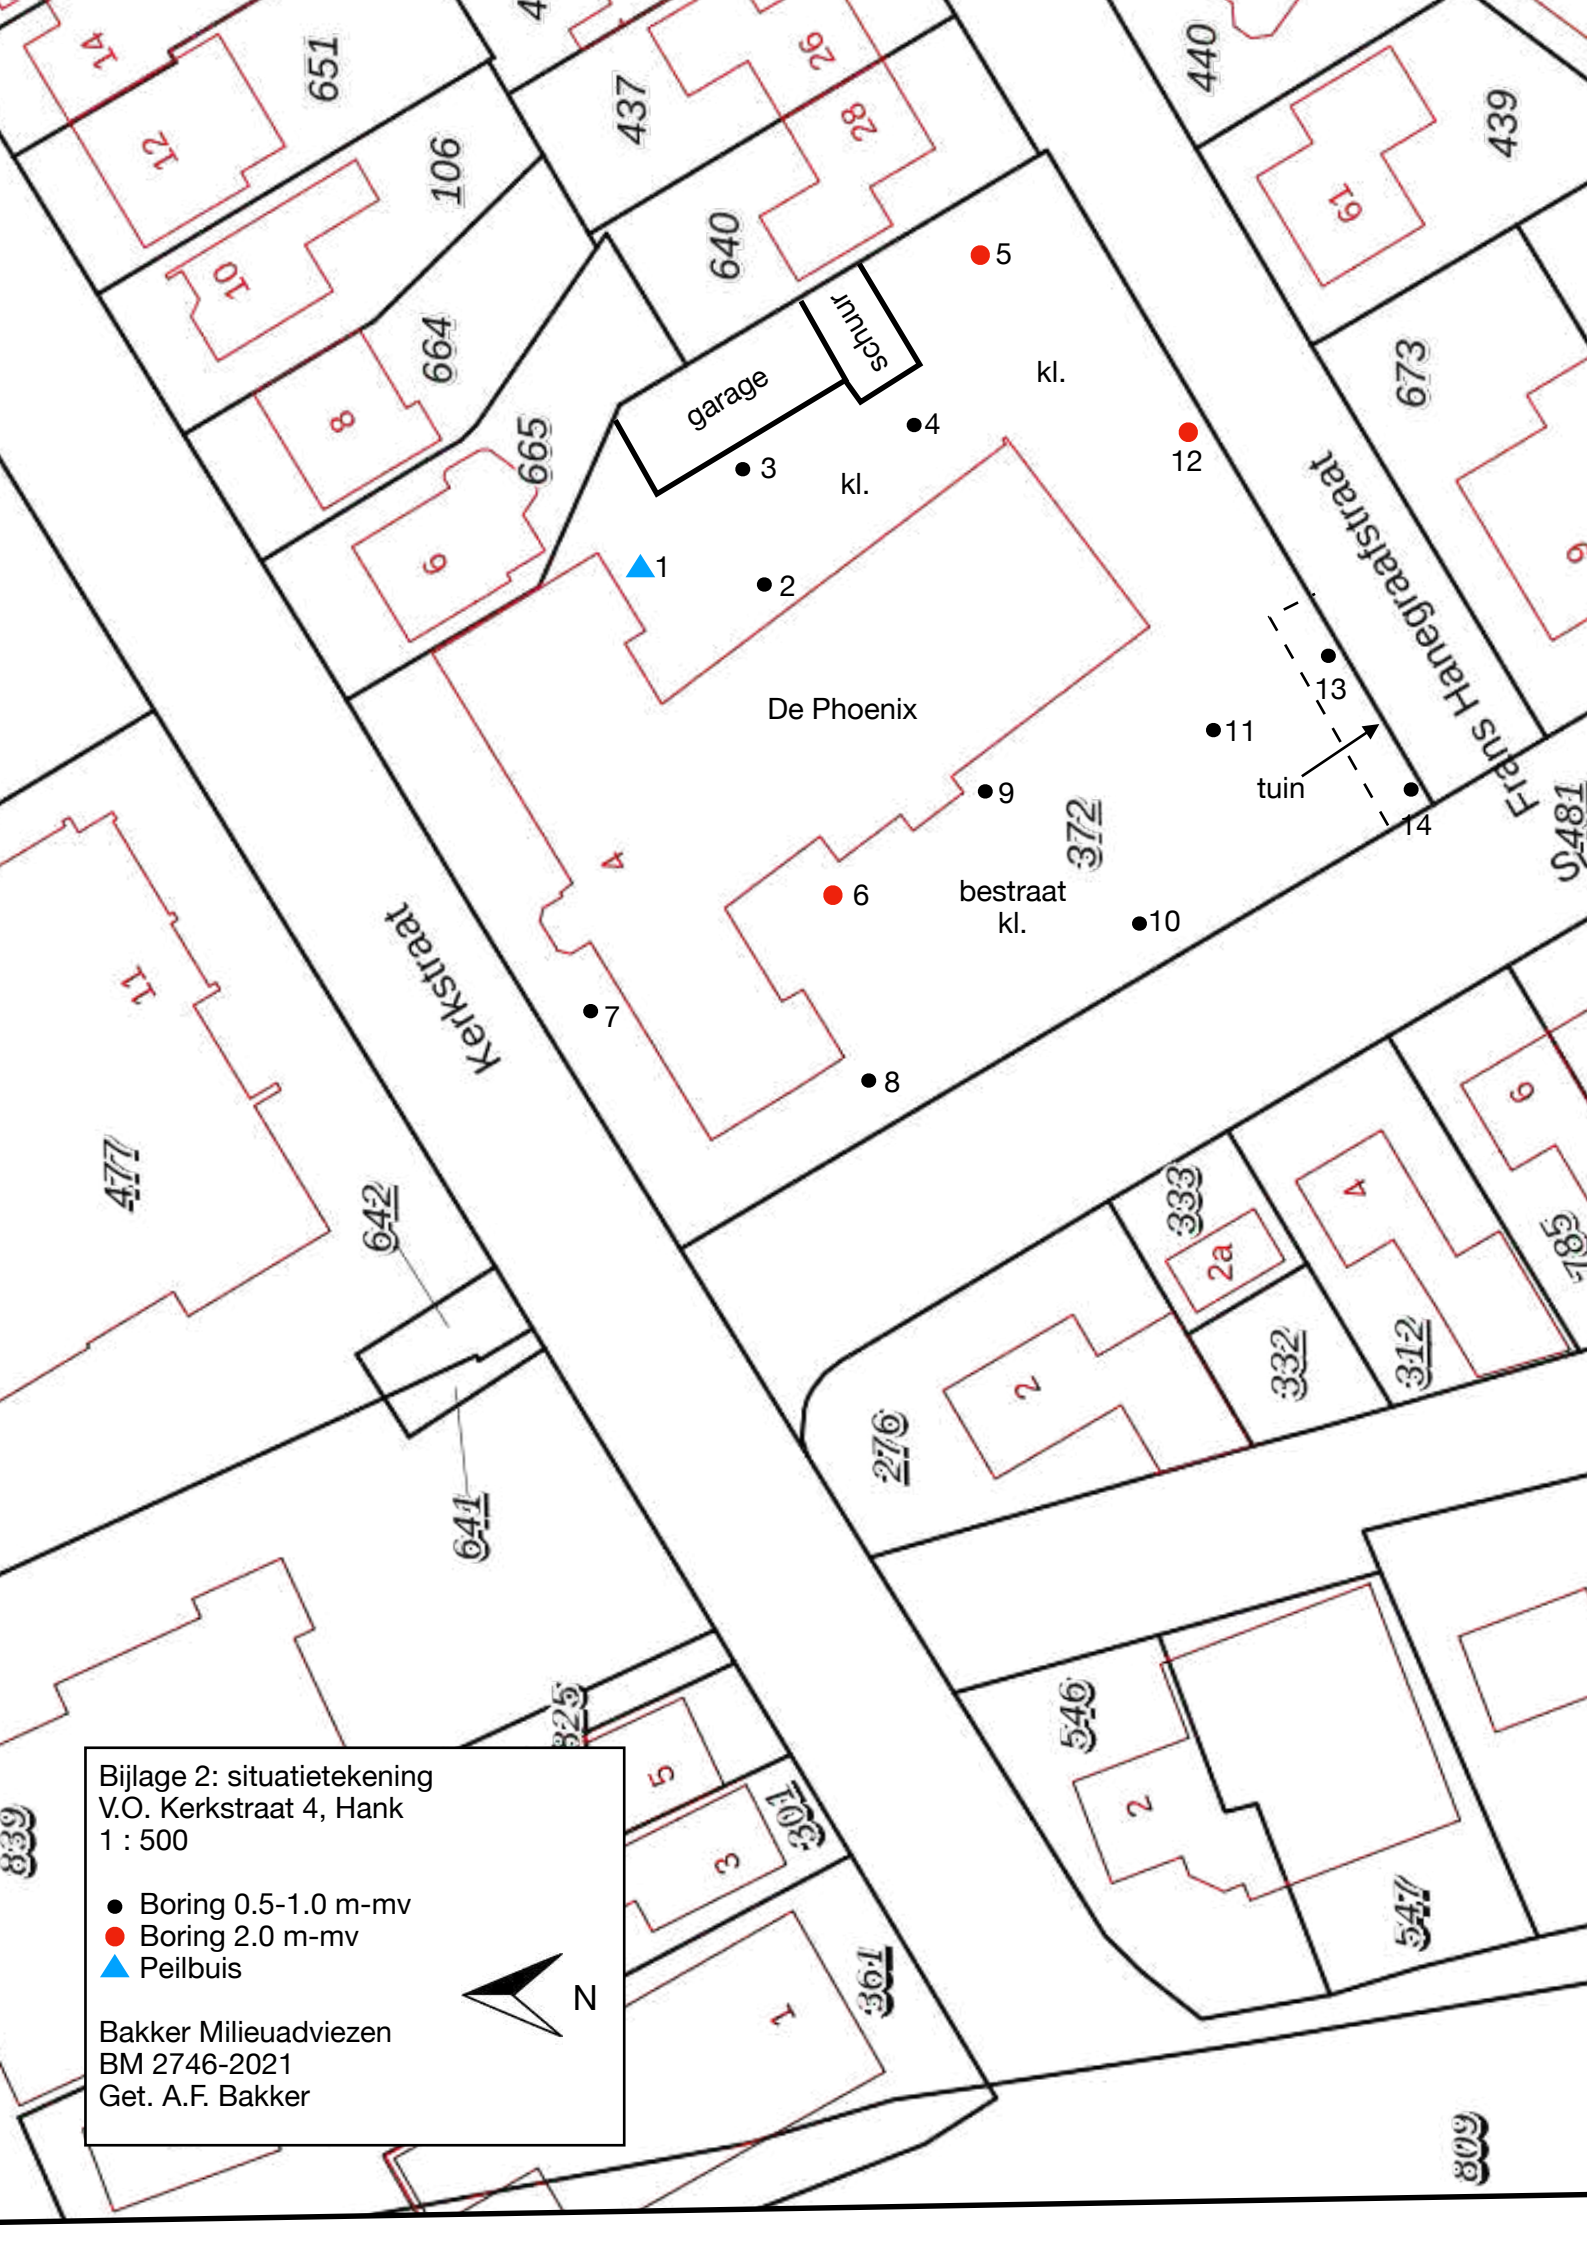 14
651
437
26
440
439
12
106
28
61
10
640
5
schuur
664
kl.
673
garage
8
4
12
665
3
kl.
Frans Hanegraafstraat
6
1
2
13
De Phoenix
11
tuin
9
372
14
S 481
4
6
bestraat
kl.
10
Kerkstraat
11
7
8
6
477
642
333
4
2a
785
2
332
312
276
641
825
546
5
2
301
3
839
547
361
1
809
Bijlage 2: situatietekening
V.O. Kerkstraat 4, Hank
1 : 500
Boring 0.5-1.0 m-mv
Boring 2.0 m-mv
Peilbuis
N
Bakker Milieuadviezen
BM 2746-2021
Get. A.F. Bakker